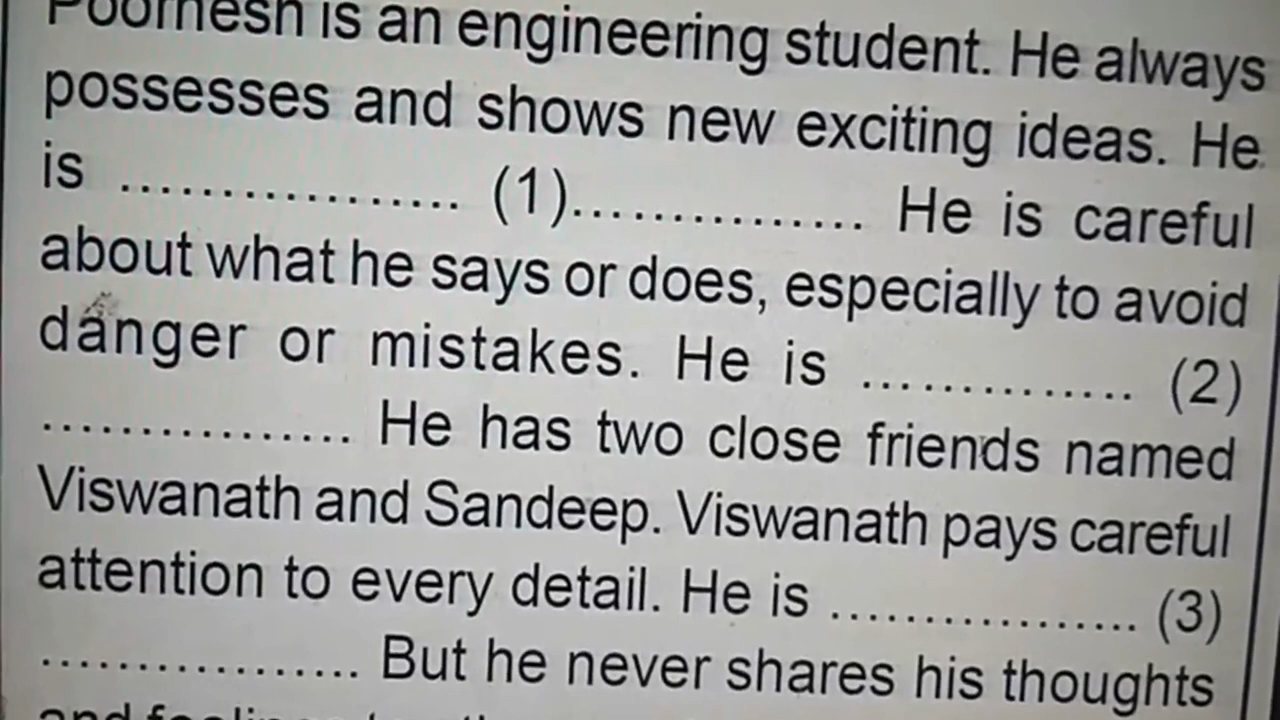 Poornesh is an engineering student. He always
possesses and shows new exciting ideas. He
is ................. (1)............... He is careful
about what he says or does, especially to avoid
danger or mistakes. He is .............. (2)
................ He has two close friends named
Viswanath and Sandeep. Viswanath pays careful
attention to every detail. He is ................. (3)
................. But he never shares his thoughts
and